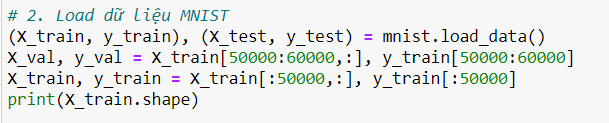 # 2. Load dữ liệu MNIST
(X_train, y_train), (X_test, y_test) = mnist.load_data()
X_val, y_val = X_train[50000:60000,:], y_train[50000:60000]
X_train, y_train = X_train[:50000,:], y_train[:50000]
print(X_train.shape)